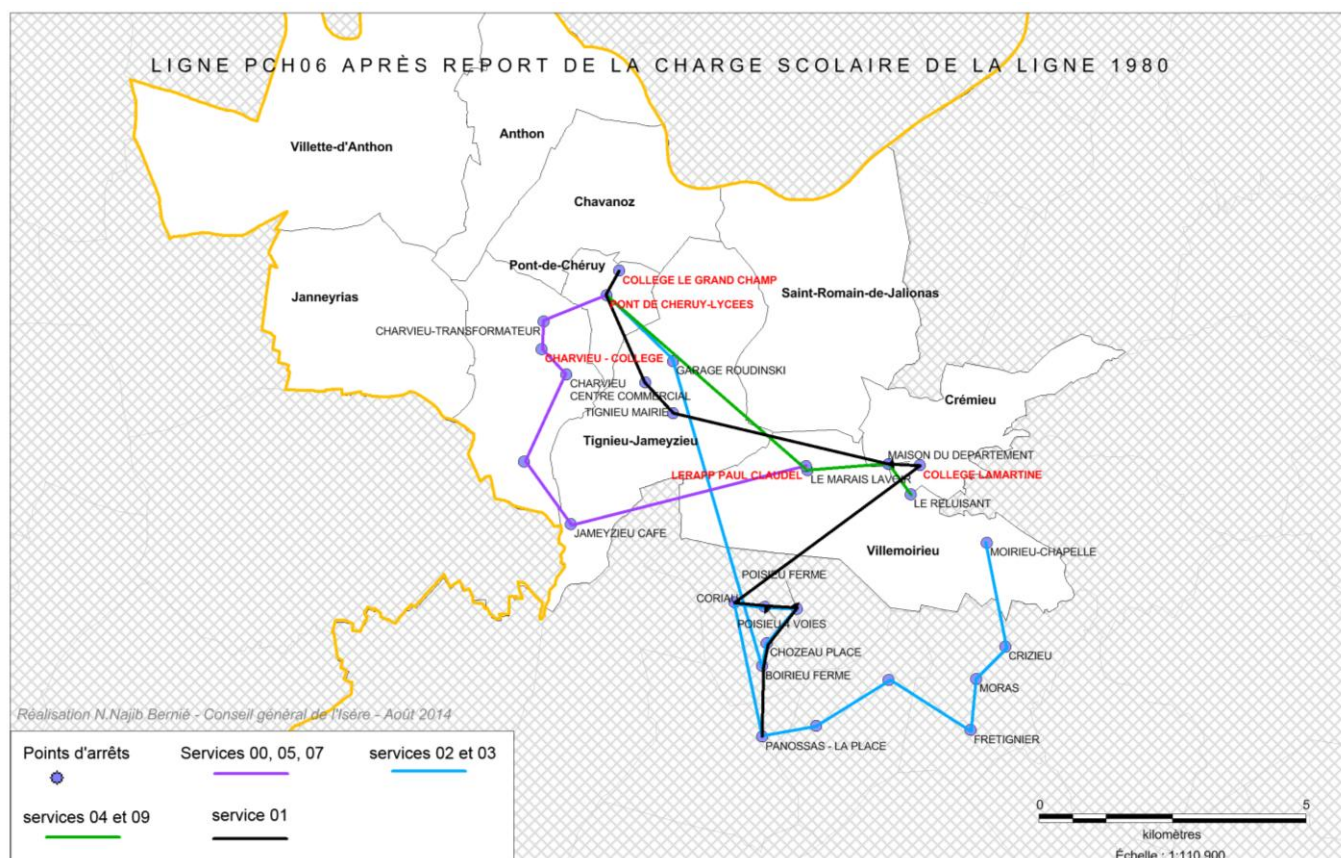 LIGNE PCH06 APRÈS REPORT DE LA CHARGE SCOLAIRE DE LA LIGNE 1980
Anthon
Villette-d'Anthon
Chavanoz
Pont-de-Chéruy
COLLEGE LE GRAND CHAMP
Saint-Romain-de-Jalionas
Janneyrias
PONT DE CHERUY-LYCEES
CHARVIEU-TRANSFORMATEUR
CHARVIEU - COLLEGE
GARAGE ROUDINSKI
CHARVIEU
CENTRE COMMERCIAL
Crémieu
TIGNIEU MAIRIE
Tignieu-Jameyzieu
MAISON DU DEPARTEMENT
LERAPP PAUL CLAUDEL
LE MARAIS LAVOIR
COLLEGE LAMARTINE
LE RELUISANT
JAMEYZIEU CAFE
Villemoirieu
MOIRIEU-CHAPELLE
POISIEU FERME
CORIAU
POISIEU 4 VOIES
CHOZEAU PLACE
CRIZIEU
BOIRIEU FERME
MORAS
Réalisation N.Najib Bernié - Conseil général de l'Isère - Août 2014
FRETIGNIER
PANOSSAS - LA PLACE
Points d'arrêts
Services 00, 05, 07
services 02 et 03
services 04 et 09
service 01
0 5
kilomètres
Échelle : 1:110 900